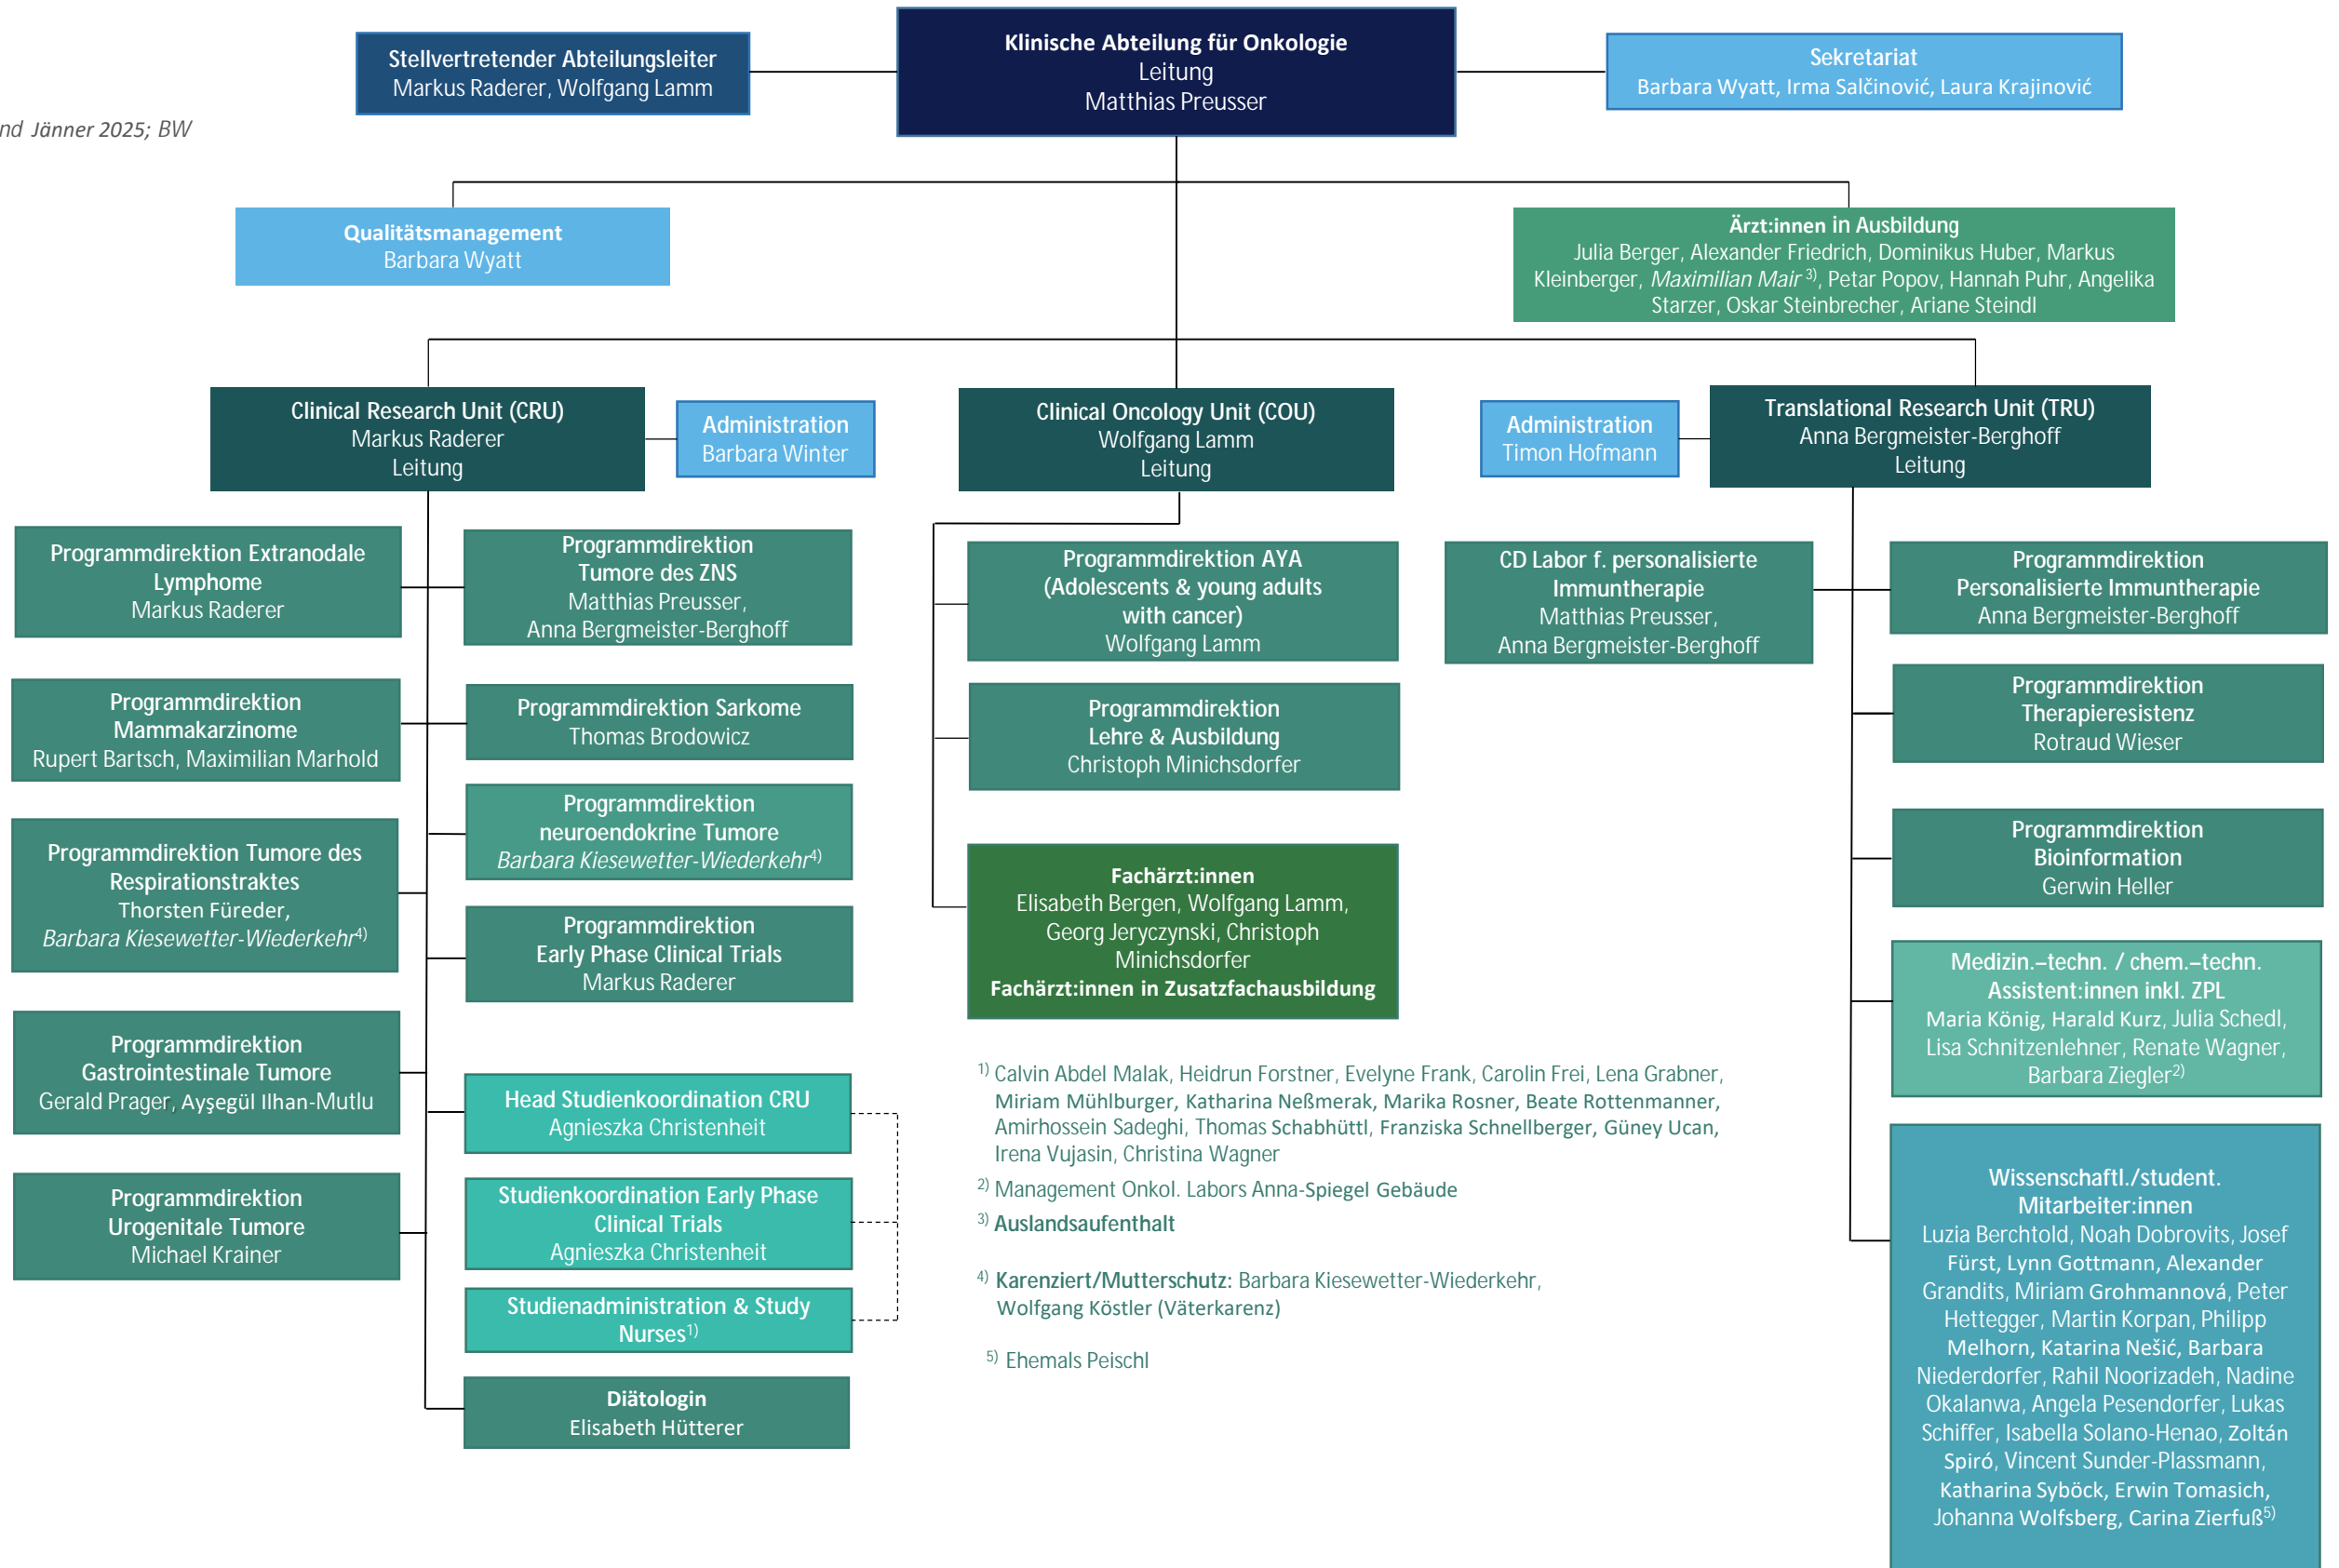 Klinische Abteilung für Onkologie
Leitung
Matthias Preusser
Stellvertretender Abteilungsleiter
Markus Raderer, Wolfgang Lamm
Sekretariat
Barbara Wyatt, Irma Salčinović, Laura Krajinović
Jänner 2025; BW
Qualitätsmanagement
Barbara Wyatt
Ärzt:innen in Ausbildung
Julia Berger, Alexander Friedrich, Dominikus Huber, Markus
Kleinberger, Maximilian Mair 3), Petar Popov, Hannah Puhr, Angelika
Starzer, Oskar Steinbrecher, Ariane Steindl
Clinical Research Unit (CRU)
Markus Raderer
Leitung
Administration
Barbara Winter
Clinical Oncology Unit (COU)
Wolfgang Lamm
Leitung
Administration
Timon Hofmann
Translational Research Unit (TRU)
Anna Bergmeister-Berghoff
Leitung
Programmdirektion Extranodale
Lymphome
Markus Raderer
Programmdirektion
Tumore des ZNS
Matthias Preusser,
Anna Bergmeister-Berghoff
Programmdirektion
Mammakarzinome
Rupert Bartsch, Maximilian Marhold
Programmdirektion Sarkome
Thomas Brodowicz
Programmdirektion Tumore des
Respirationstraktes
Thorsten Füreder,
Barbara Kiesewetter-Wiederkehr4)
Programmdirektion
neuroendokrine Tumore
Barbara Kiesewetter-Wiederkehr4)
Programmdirektion
Early Phase Clinical Trials
Markus Raderer
Programmdirektion
Gastrointestinale Tumore
Gerald Prager, Ayşegül Ilhan-Mutlu
Head Studienkoordination CRU
Agnieszka Christenheit
Programmdirektion
Urogenitale Tumore
Michael Krainer
Studienkoordination Early Phase
Clinical Trials
Agnieszka Christenheit
Studienadministration & Study
Nurses1)
Diätologin
Elisabeth Hütterer
Programmdirektion AYA
(Adolescents & young adults
with cancer)
Wolfgang Lamm
Programmdirektion
Lehre & Ausbildung
Christoph Minichsdorfer
Fachärzt:innen
Elisabeth Bergen, Wolfgang Lamm,
Georg Jeryczynski, Christoph
Minichsdorfer
Fachärzt:innen in Zusatzfachausbildung
1) Calvin Abdel Malak, Heidrun Forstner, Evelyne Frank, Carolin Frei, Lena Grabner,
Miriam Mühlburger, Katharina Neßmerak, Marika Rosner, Beate Rottenmanner,
Amirhossein Sadeghi, Thomas Schabhüttl, Franziska Schnellberger, Güney Ucan,
Irena Vujasin, Christina Wagner
2) Management Onkol. Labors Anna-Spiegel Gebäude
3) Auslandsaufenthalt
4) Karenziert/Mutterschutz: Barbara Kiesewetter-Wiederkehr,
Wolfgang Köstler (Väterkarenz)
5) Ehemals Peischl
CD Labor f. personalisierte
Immuntherapie
Matthias Preusser,
Anna Bergmeister-Berghoff
Programmdirektion
Personalisierte Immuntherapie
Anna Bergmeister-Berghoff
Programmdirektion
Therapieresistenz
Rotraud Wieser
Programmdirektion
Bioinformation
Gerwin Heller
Medizin.–techn. / chem.–techn.
Assistent:innen inkl. ZPL
Maria König, Harald Kurz, Julia Schedl,
Lisa Schnitzenlehner, Renate Wagner,
Barbara Ziegler2)
Wissenschaftl./student.
Mitarbeiter:innen
Luzia Berchtold, Noah Dobrovits, Josef
Fürst, Lynn Gottmann, Alexander
Grandits, Miriam Grohmannová, Peter
Hettegger, Martin Korpan, Philipp
Melhorn, Katarina Nešić, Barbara
Niederdorfer, Rahil Noorizadeh, Nadine
Okalanwa, Angela Pesendorfer, Lukas
Schiffer, Isabella Solano-Henao, Zoltán
Spiró, Vincent Sunder-Plassmann,
Katharina Syböck, Erwin Tomasich,
Johanna Wolfsberg, Carina Zierfuß5)